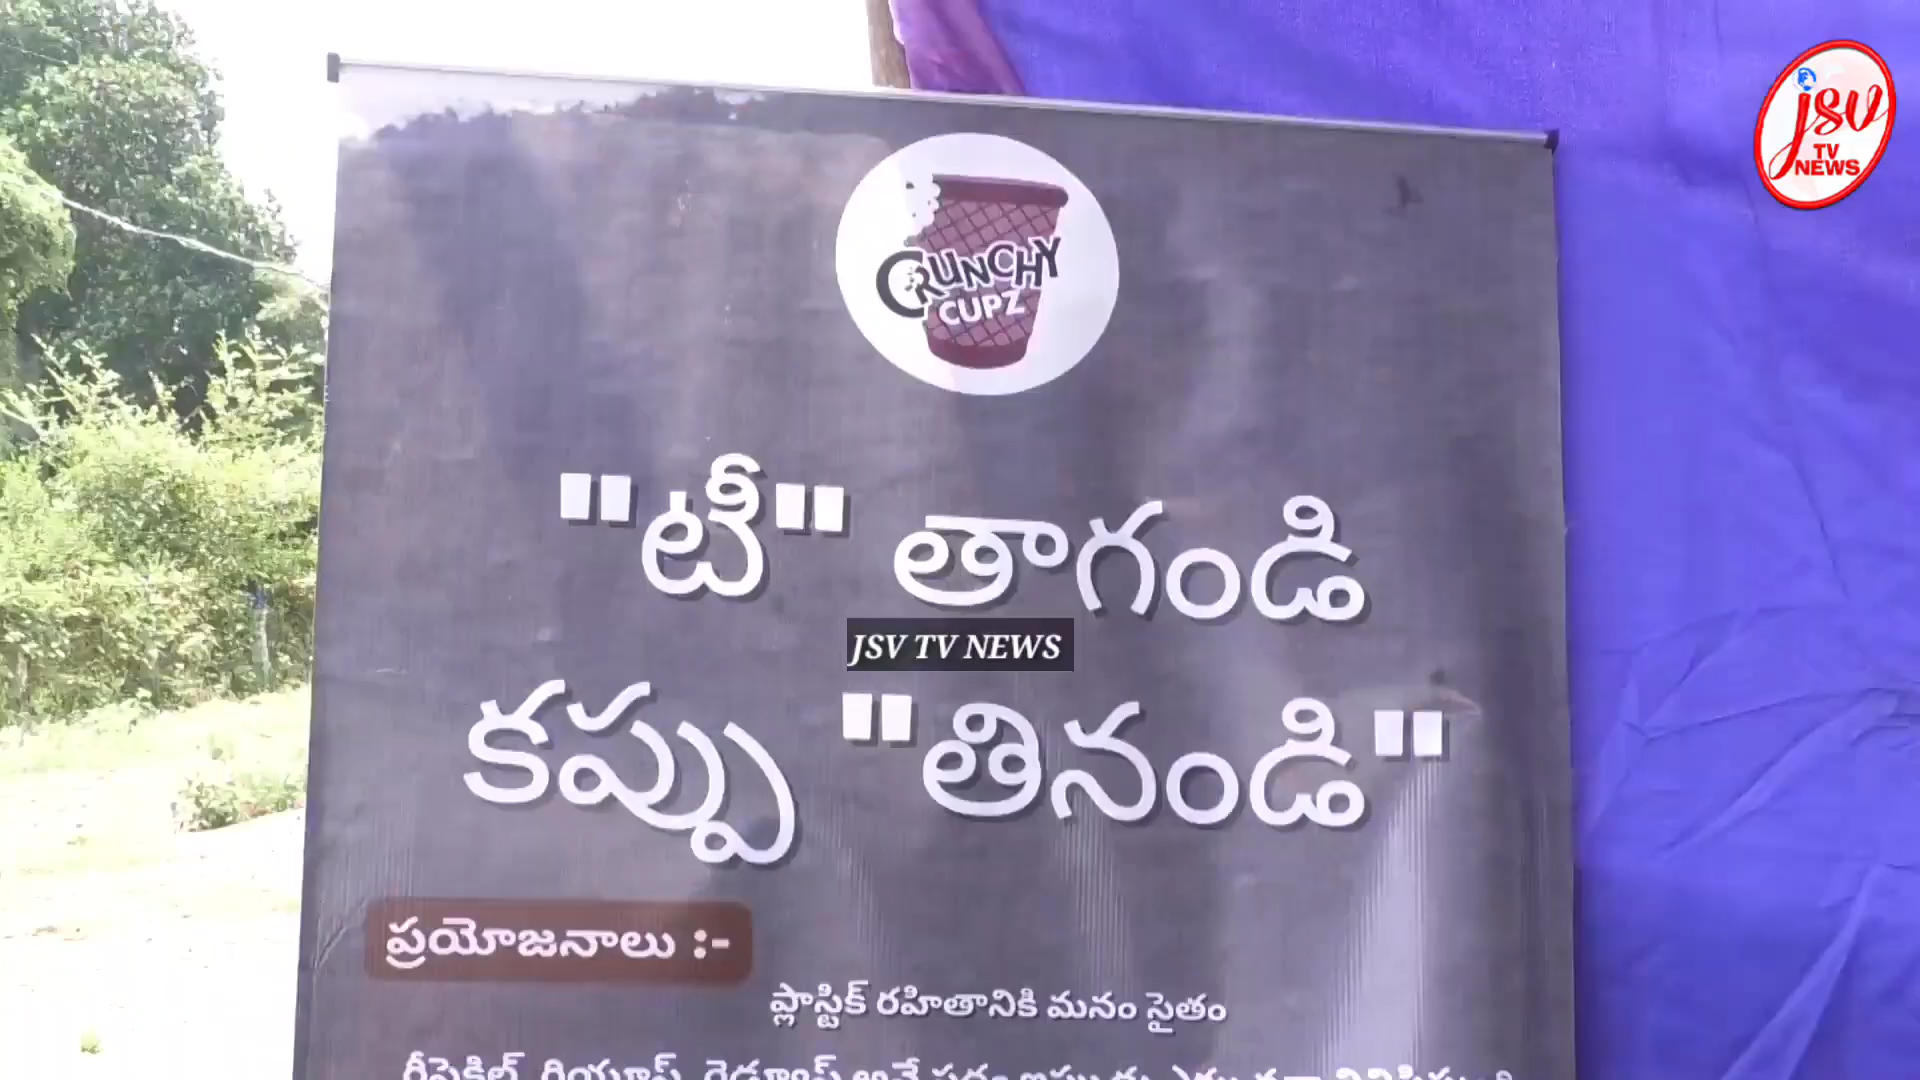 jsv
TV
NEWS
CRUNCHY
CUPZ
"టీ" తాగండి
JSV TV NEWS
కప్పు "తినండి"
ప్రయోజనాలు :-
ప్లాస్టిక్ రహితానికి మనం సైతం